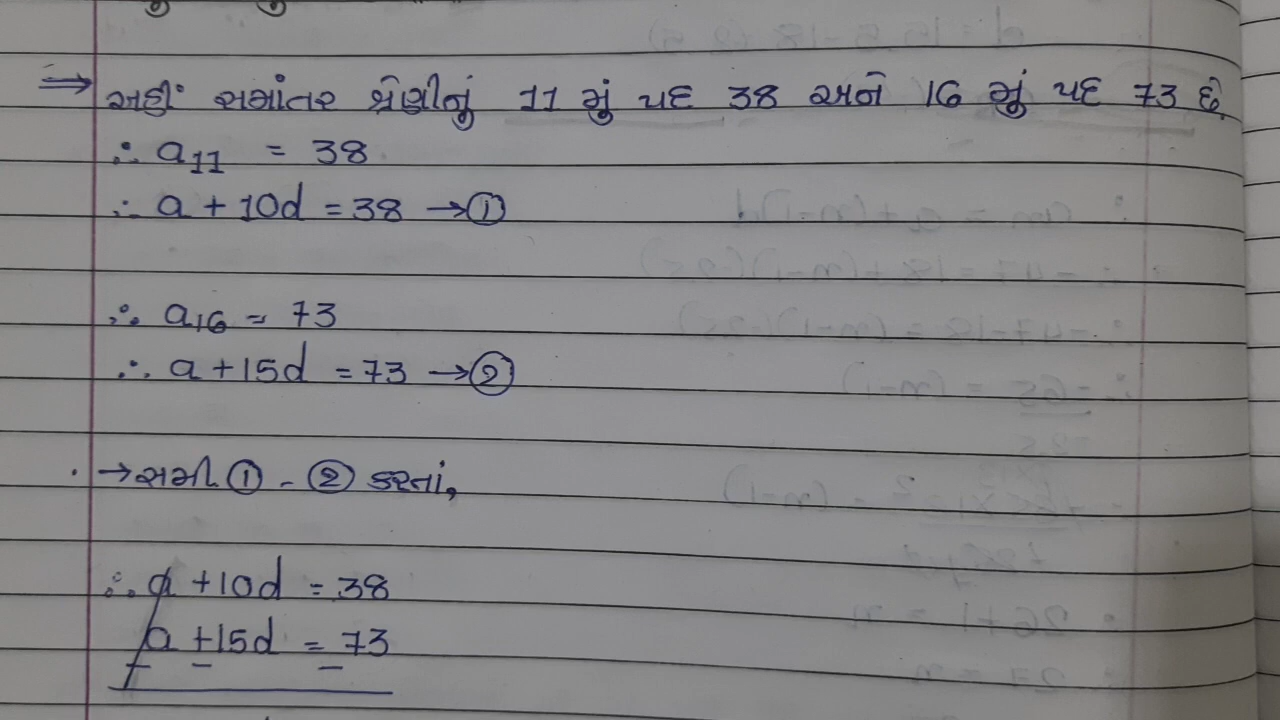 ⇒ અહીં સમાંતર શ્રેણીનું 11 મું પદ 38 અને 16 મું પદ 73 છે.
∴ a₁₁ = 38
∴ a + 10d = 38 → ①
∴ a₁₆ = 73
∴ a + 15d = 73 → ②
→ સમી. ① - ② કરતાં,
∴ a + 10d = 38
a + 15d = 73
− − −